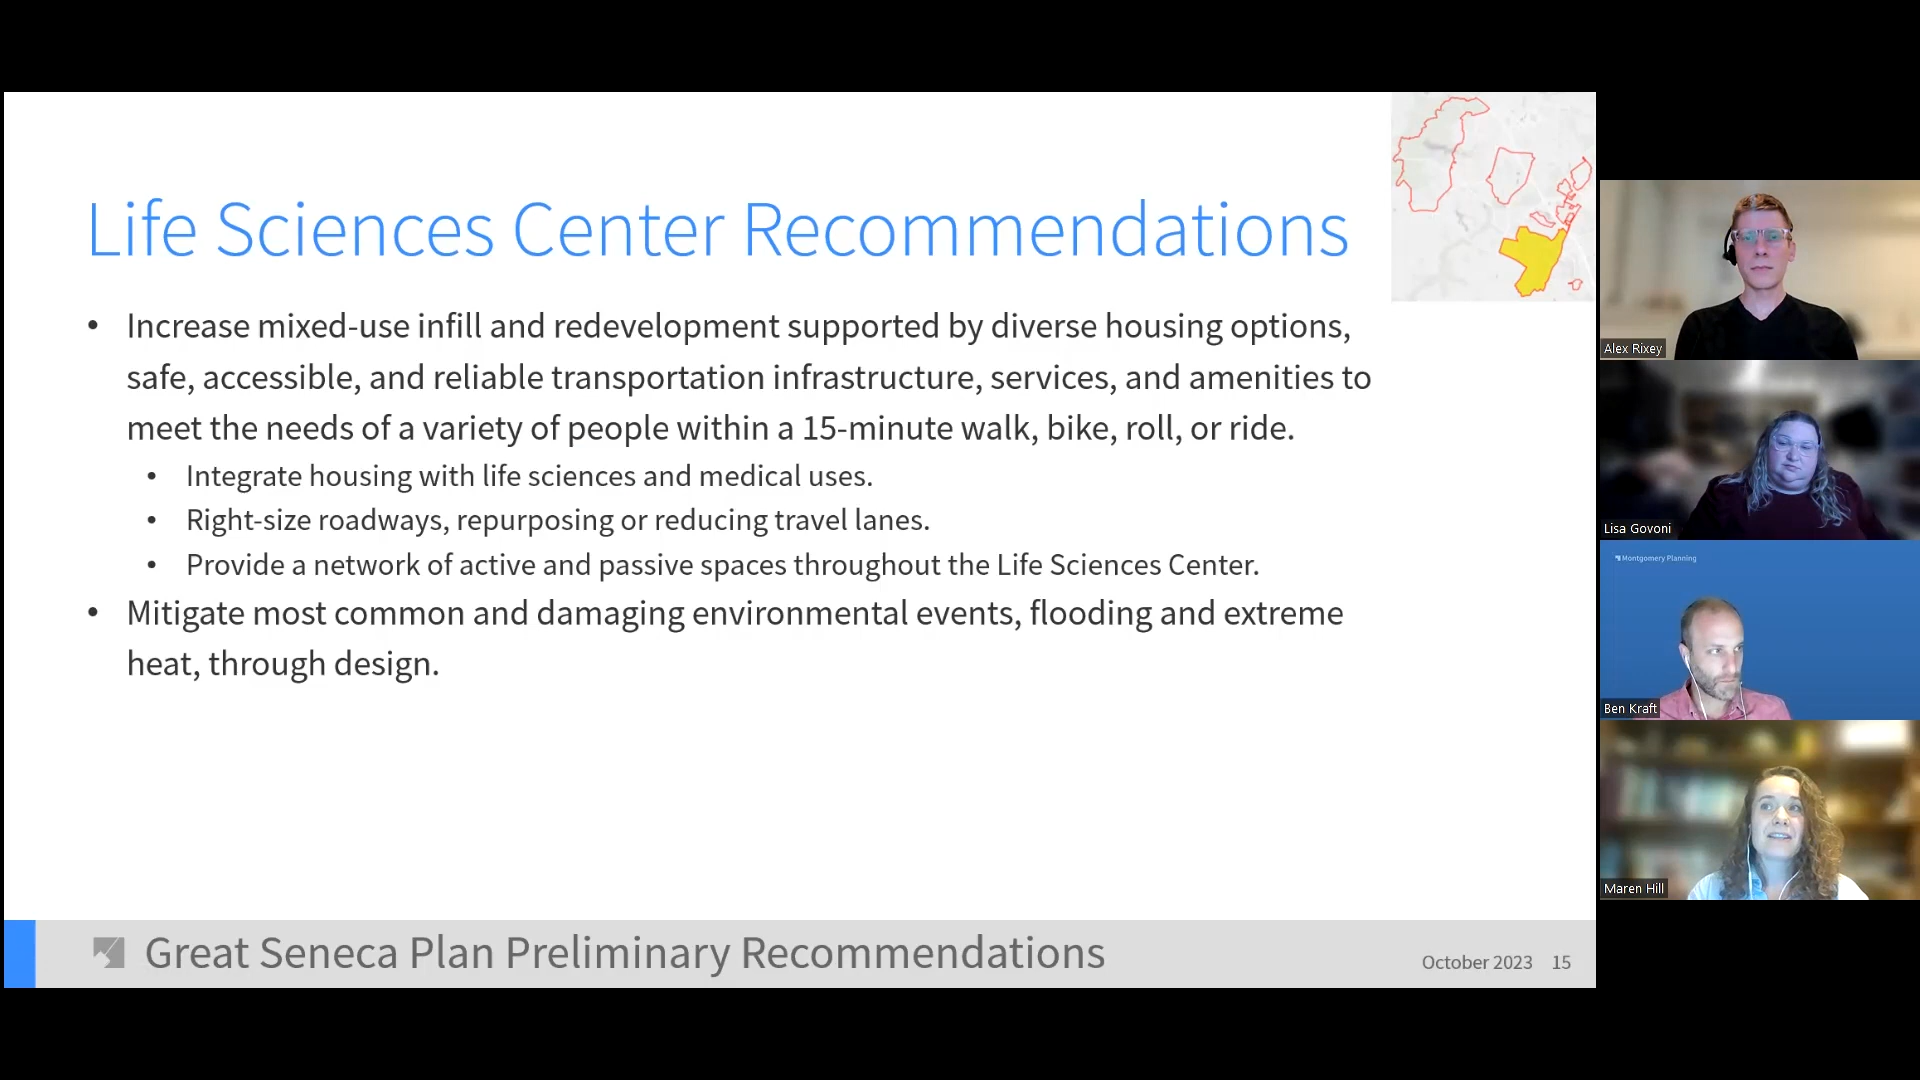 Life Sciences Center Recommendations
• Increase mixed-use infill and redevelopment supported by diverse housing options,
safe, accessible, and reliable transportation infrastructure, services, and amenities to
meet the needs of a variety of people within a 15-minute walk, bike, roll, or ride.
• Integrate housing with life sciences and medical uses.
• Right-size roadways, repurposing or reducing travel lanes.
• Provide a network of active and passive spaces throughout the Life Sciences Center.
• Mitigate most common and damaging environmental events, flooding and extreme
heat, through design.
Great Seneca Plan Preliminary Recommendations
October 2023 15
Alex Rixey
Lisa Govoni
Montgomery Planning
Ben Kraft
Maren Hill